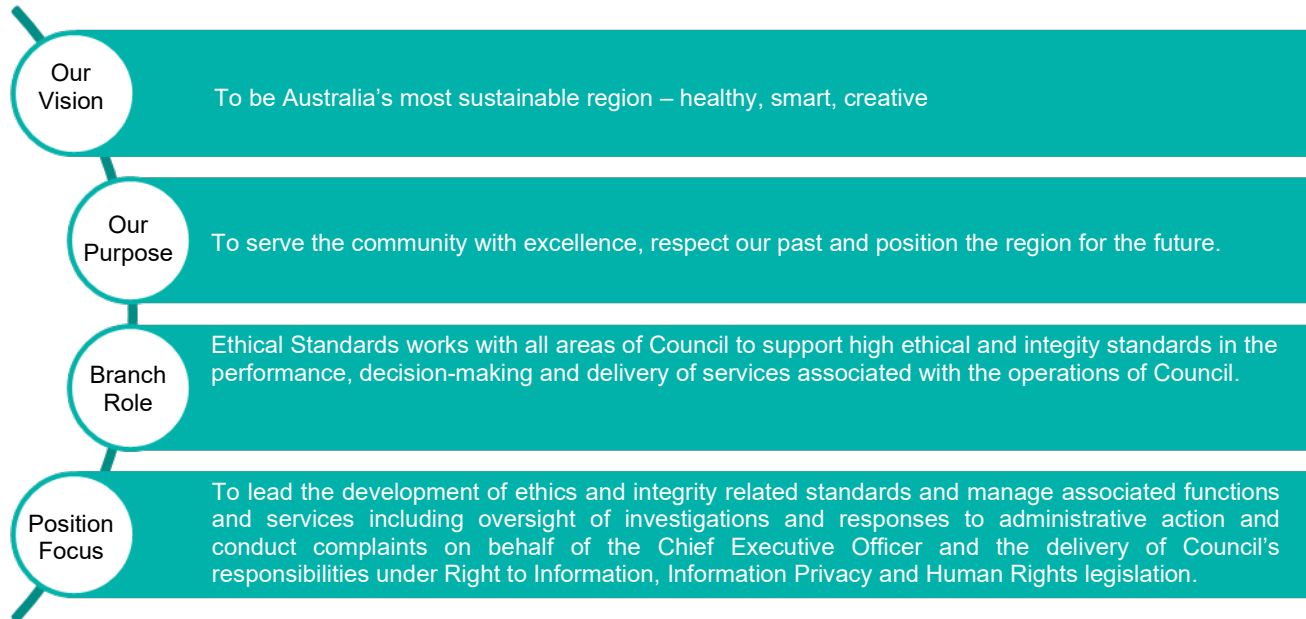 Our
Vision
To be Australia’s most sustainable region – healthy, smart, creative
Our
Purpose
To serve the community with excellence, respect our past and position the region for the future.
Branch
Role
Ethical Standards works with all areas of Council to support high ethical and integity standards in the
performance, decision-making and delivery of services associated with the operations of Council.
Position
Focus
To lead the development of ethics and integrity related standards and manage associated functions
and services including oversight of investigations and responses to administrative action and
conduct complaints on behalf of the Chief Executive Officer and the delivery of Council’s
responsibilities under Right to Information, Information Privacy and Human Rights legislation.